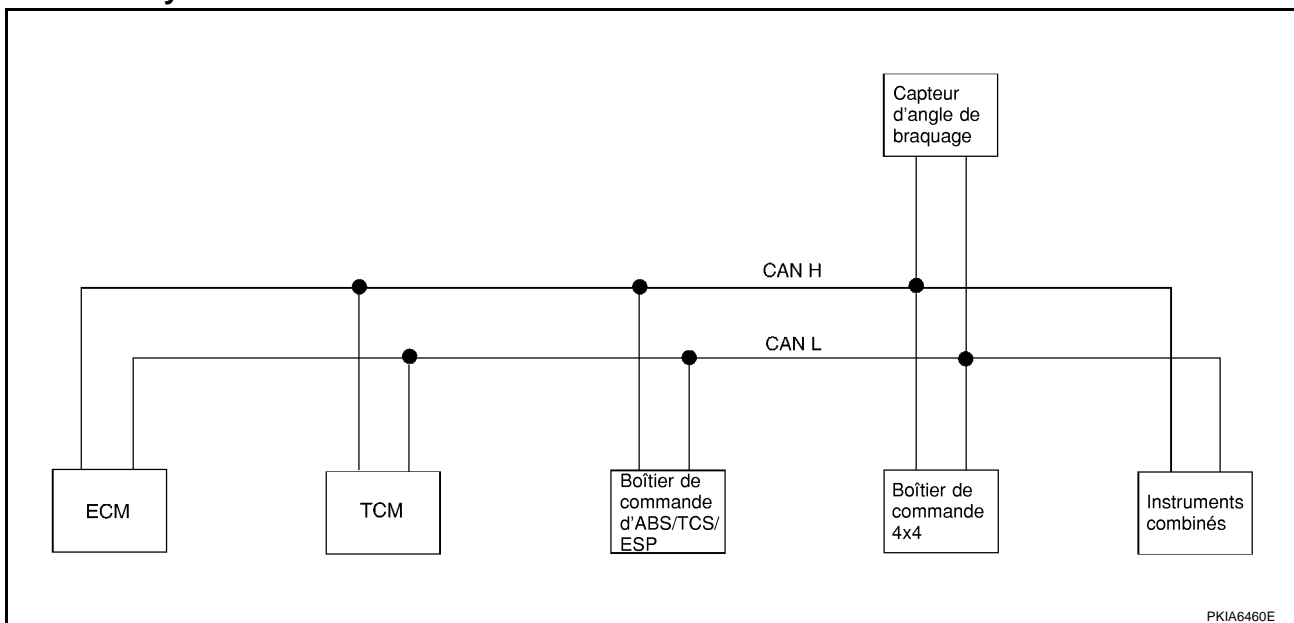 Capteur
d'angle de
braquage
CAN H
CAN L
ECM
TCM
Boîtier de
commande
d'ABS/TCS/
ESP
Boîtier de
commande
4x4
Instruments
combinés
PKIA6460E